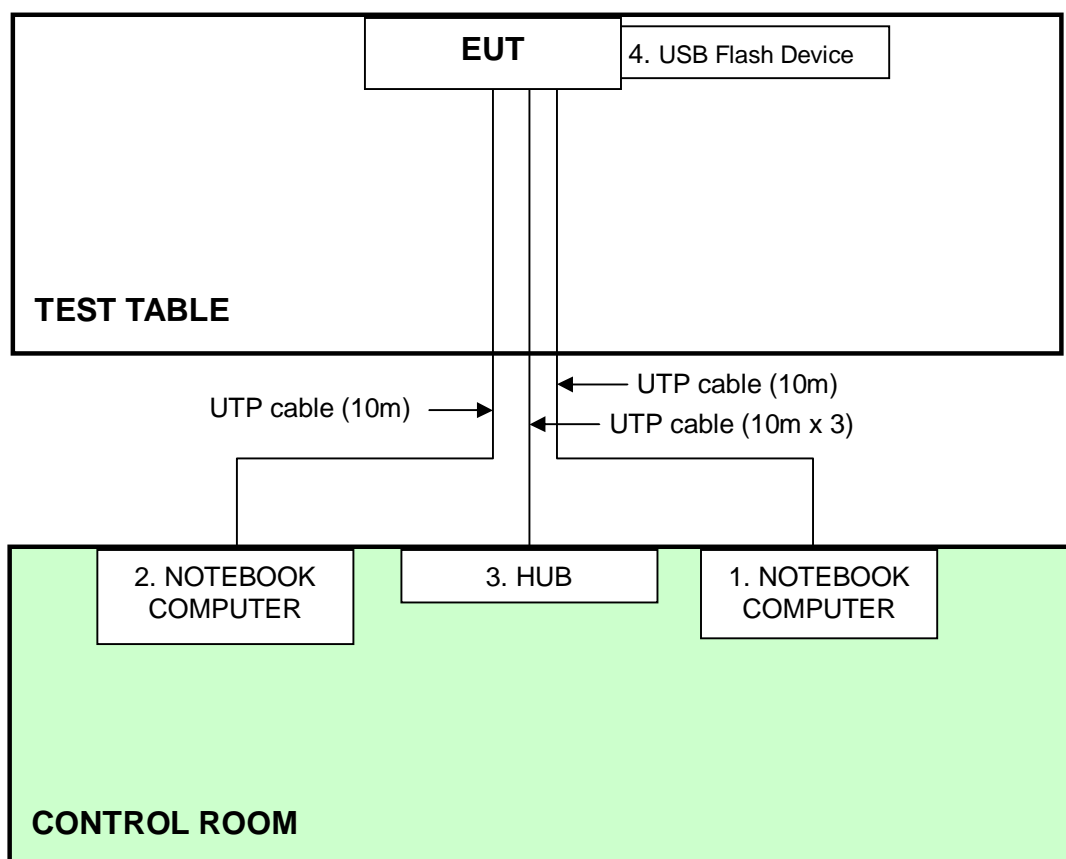 EUT
4. USB Flash Device
TEST TABLE
UTP cable (10m)
UTP cable (10m)
UTP cable (10m x 3)
2. NOTEBOOK
COMPUTER
3. HUB
1. NOTEBOOK
COMPUTER
CONTROL ROOM